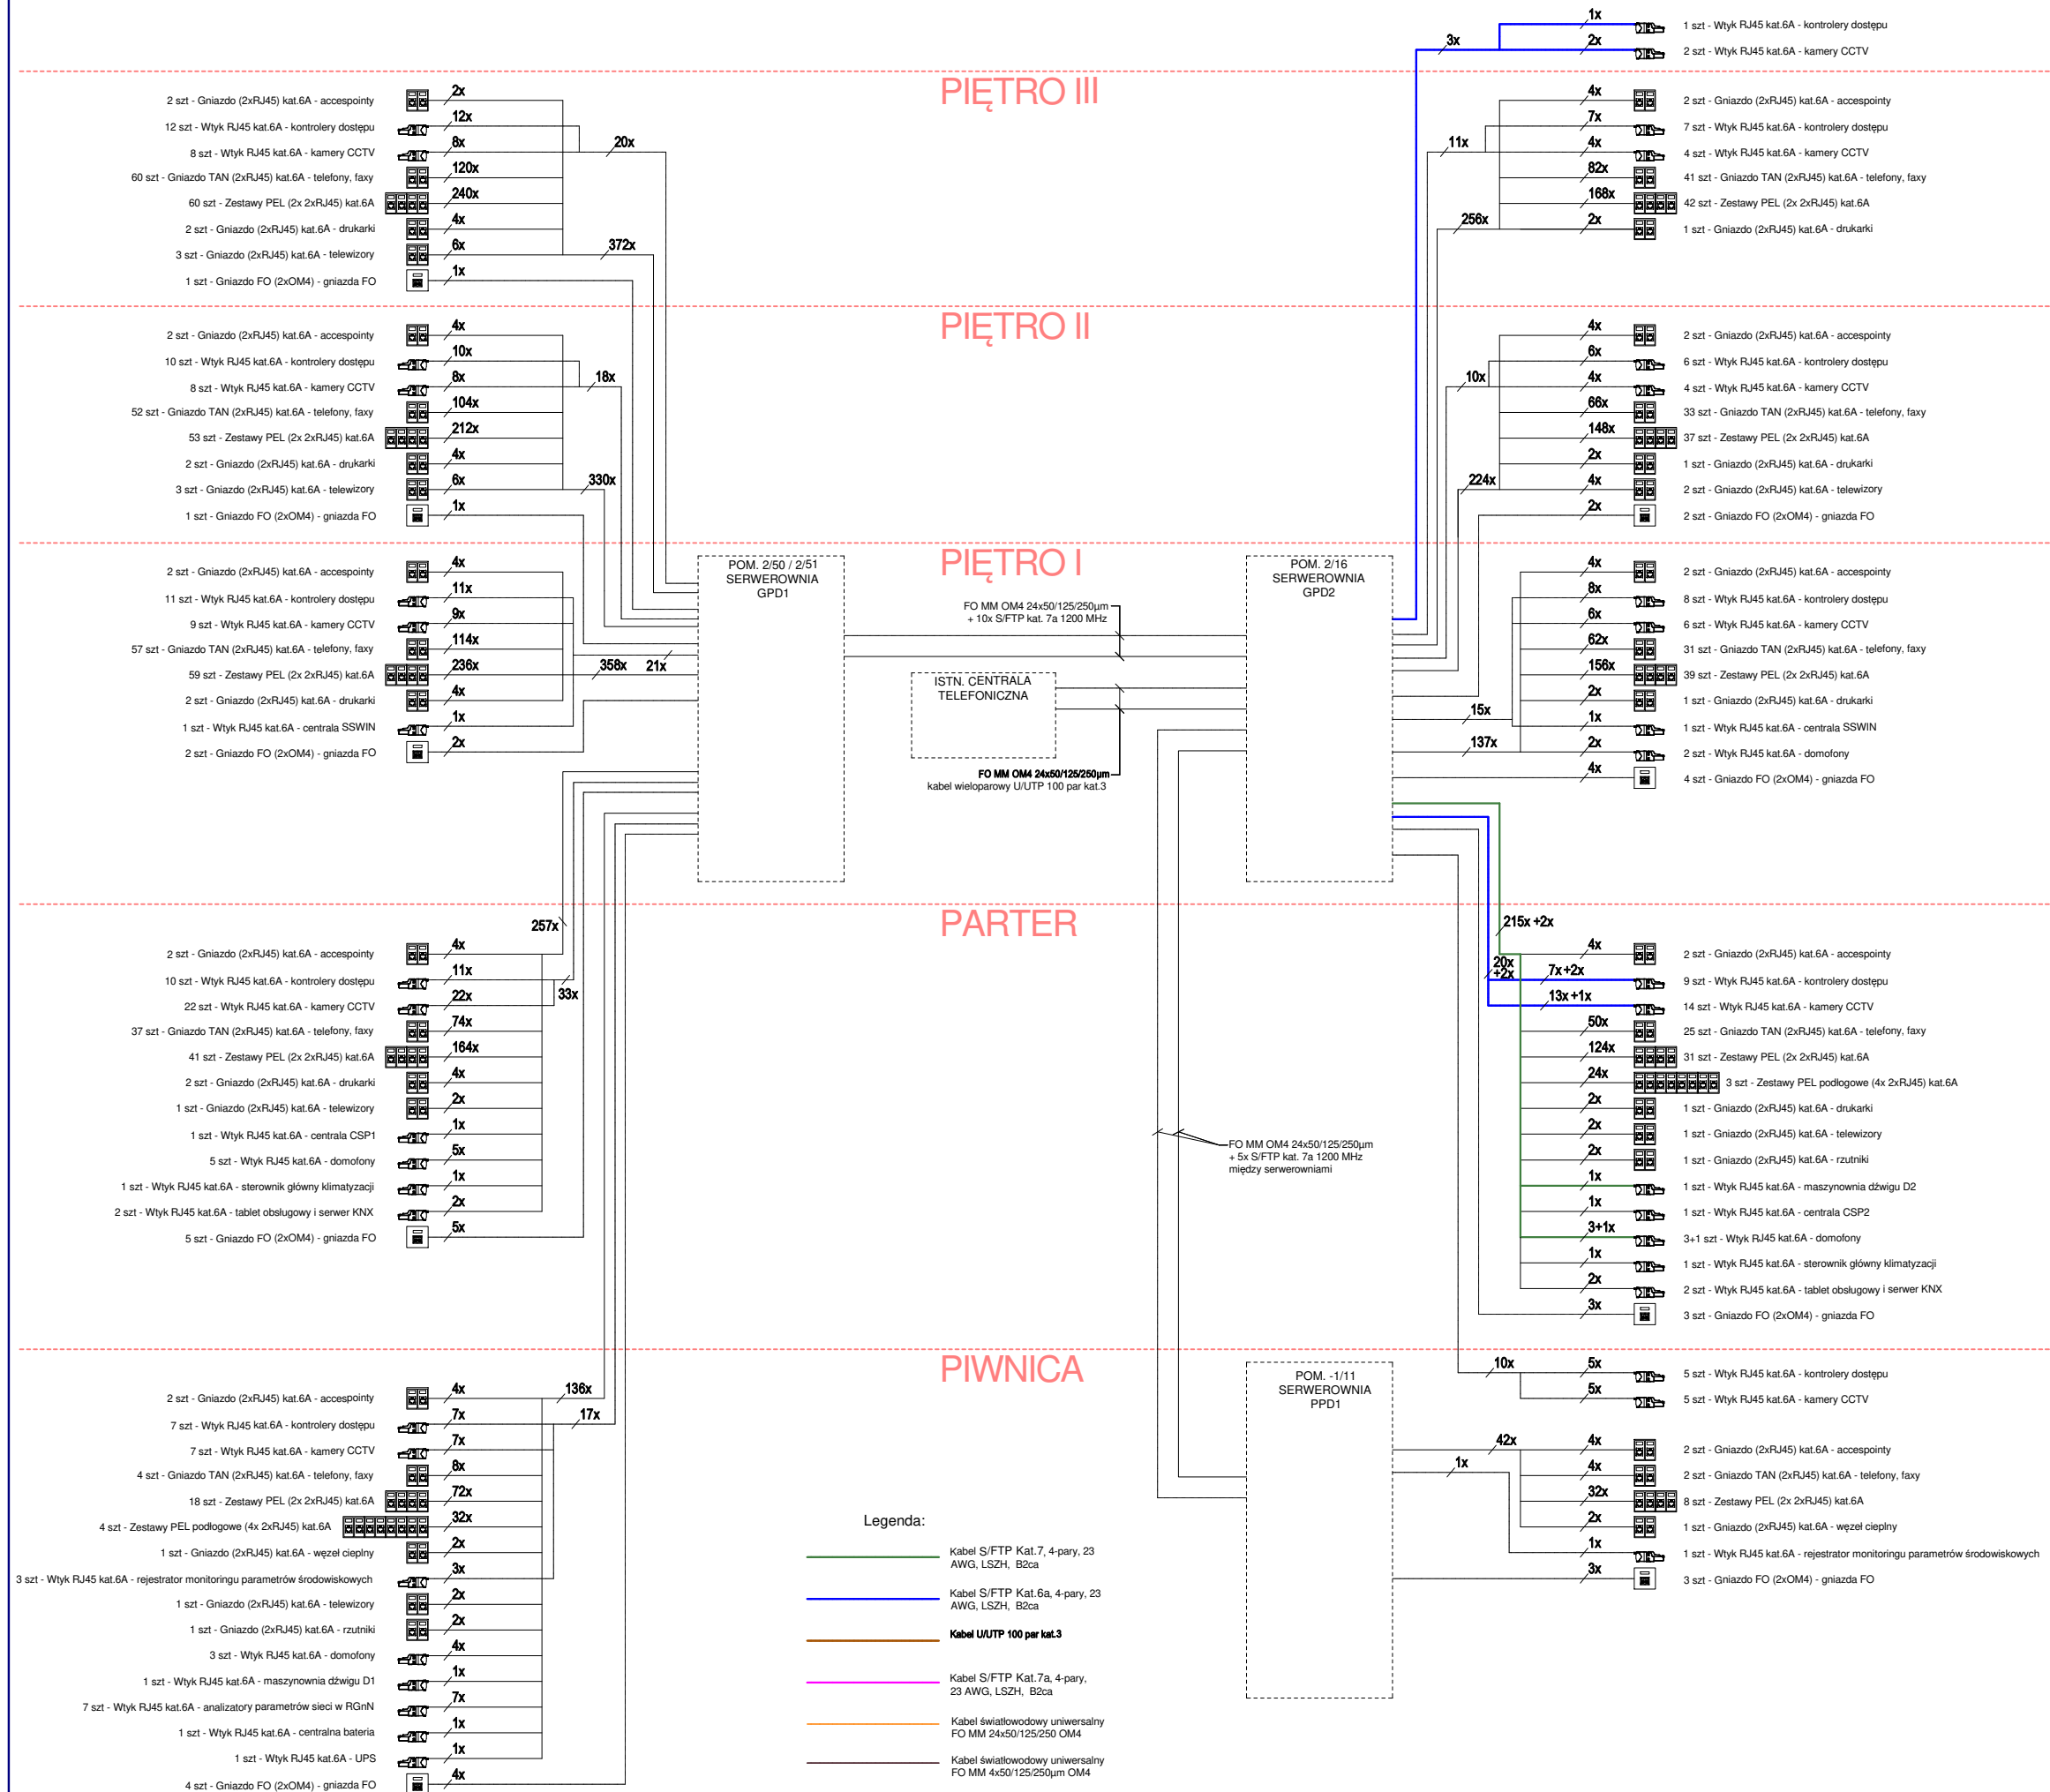 1x
1 szt - Wtyk RJ45 kat.6A - kontrolery dostępu
3x
2x
2 szt - Wtyk RJ45 kat.6A - kamery CCTV
PIĘTRO III
2 szt - Gniazdo (2xRJ45) kat.6A - accespointy
2x
12 szt - Wtyk RJ45 kat.6A - kontrolery dostępu
12x
8 szt - Wtyk RJ45 kat.6A - kamery CCTV
8x
20x
60 szt - Gniazdo TAN (2xRJ45) kat.6A - telefony, faxy
120x
60 szt - Zestawy PEL (2x 2xRJ45) kat.6A
240x
2 szt - Gniazdo (2xRJ45) kat.6A - drukarki
4x
3 szt - Gniazdo (2xRJ45) kat.6A - telewizory
6x
372x
1 szt - Gniazdo FO (2xOM4) - gniazda FO
1x
4x
2 szt - Gniazdo (2xRJ45) kat.6A - accespointy
7x
7 szt - Wtyk RJ45 kat.6A - kontrolery dostępu
11x
4x
4 szt - Wtyk RJ45 kat.6A - kamery CCTV
82x
41 szt - Gniazdo TAN (2xRJ45) kat.6A - telefony, faxy
168x
42 szt - Zestawy PEL (2x 2xRJ45) kat.6A
256x
2x
1 szt - Gniazdo (2xRJ45) kat.6A - drukarki
PIĘTRO II
2 szt - Gniazdo (2xRJ45) kat.6A - accespointy
4x
10 szt - Wtyk RJ45 kat.6A - kontrolery dostępu
10x
8 szt - Wtyk RJ45 kat.6A - kamery CCTV
8x
18x
52 szt - Gniazdo TAN (2xRJ45) kat.6A - telefony, faxy
104x
53 szt - Zestawy PEL (2x 2xRJ45) kat.6A
212x
2 szt - Gniazdo (2xRJ45) kat.6A - drukarki
4x
3 szt - Gniazdo (2xRJ45) kat.6A - telewizory
6x
330x
1 szt - Gniazdo FO (2xOM4) - gniazda FO
1x
4x
2 szt - Gniazdo (2xRJ45) kat.6A - accespointy
6x
6 szt - Wtyk RJ45 kat.6A - kontrolery dostępu
10x
4x
4 szt - Wtyk RJ45 kat.6A - kamery CCTV
66x
33 szt - Gniazdo TAN (2xRJ45) kat.6A - telefony, faxy
148x
37 szt - Zestawy PEL (2x 2xRJ45) kat.6A
2x
1 szt - Gniazdo (2xRJ45) kat.6A - drukarki
224x
4x
2 szt - Gniazdo (2xRJ45) kat.6A - telewizory
2x
2 szt - Gniazdo FO (2xOM4) - gniazda FO
PIĘTRO I
2 szt - Gniazdo (2xRJ45) kat.6A - accespointy
4x
11 szt - Wtyk RJ45 kat.6A - kontrolery dostępu
11x
9 szt - Wtyk RJ45 kat.6A - kamery CCTV
9x
57 szt - Gniazdo TAN (2xRJ45) kat.6A - telefony, faxy
114x
59 szt - Zestawy PEL (2x 2xRJ45) kat.6A
236x
358x
21x
2 szt - Gniazdo (2xRJ45) kat.6A - drukarki
4x
1 szt - Wtyk RJ45 kat.6A - centrala SSWIN
1x
2 szt - Gniazdo FO (2xOM4) - gniazda FO
2x
POM. 2/50 / 2/51
SERWEROWNIA
GPD1
FO MM OM4 24x50/125/250µm
+ 10x S/FTP kat. 7a 1200 MHz
ISTN. CENTRALA
TELEFONICZNA
FO MM OM4 24x50/125/250µm
kabel wieloparowy U/UTP 100 par kat.3
POM. 2/16
SERWEROWNIA
GPD2
4x
2 szt - Gniazdo (2xRJ45) kat.6A - accespointy
8x
8 szt - Wtyk RJ45 kat.6A - kontrolery dostępu
6x
6 szt - Wtyk RJ45 kat.6A - kamery CCTV
62x
31 szt - Gniazdo TAN (2xRJ45) kat.6A - telefony, faxy
156x
39 szt - Zestawy PEL (2x 2xRJ45) kat.6A
2x
1 szt - Gniazdo (2xRJ45) kat.6A - drukarki
15x
1x
1 szt - Wtyk RJ45 kat.6A - centrala SSWIN
137x
2x
2 szt - Wtyk RJ45 kat.6A - domofony
4x
4 szt - Gniazdo FO (2xOM4) - gniazda FO
PARTER
257x
2 szt - Gniazdo (2xRJ45) kat.6A - accespointy
4x
10 szt - Wtyk RJ45 kat.6A - kontrolery dostępu
11x
22 szt - Wtyk RJ45 kat.6A - kamery CCTV
22x
33x
37 szt - Gniazdo TAN (2xRJ45) kat.6A - telefony, faxy
74x
41 szt - Zestawy PEL (2x 2xRJ45) kat.6A
164x
2 szt - Gniazdo (2xRJ45) kat.6A - drukarki
4x
1 szt - Gniazdo (2xRJ45) kat.6A - telewizory
2x
1 szt - Wtyk RJ45 kat.6A - centrala CSP1
1x
5 szt - Wtyk RJ45 kat.6A - domofony
5x
1 szt - Wtyk RJ45 kat.6A - sterownik główny klimatyzacji
1x
2 szt - Wtyk RJ45 kat.6A - tablet obsługowy i serwer KNX
2x
5 szt - Gniazdo FO (2xOM4) - gniazda FO
5x
FO MM OM4 24x50/125/250µm
+ 5x S/FTP kat. 7a 1200 MHz
między serwerowniami
215x +2x
4x
2 szt - Gniazdo (2xRJ45) kat.6A - accespointy
20x
+2x
7x+2x
9 szt - Wtyk RJ45 kat.6A - kontrolery dostępu
13x +1x
14 szt - Wtyk RJ45 kat.6A - kamery CCTV
50x
25 szt - Gniazdo TAN (2xRJ45) kat.6A - telefony, faxy
124x
31 szt - Zestawy PEL (2x 2xRJ45) kat.6A
24x
3 szt - Zestawy PEL podłogowe (4x 2xRJ45) kat.6A
2x
1 szt - Gniazdo (2xRJ45) kat.6A - drukarki
2x
1 szt - Gniazdo (2xRJ45) kat.6A - telewizory
2x
1 szt - Gniazdo (2xRJ45) kat.6A - rzutniki
1x
1 szt - Wtyk RJ45 kat.6A - maszynownia dźwigu D2
1x
1 szt - Wtyk RJ45 kat.6A - centrala CSP2
3+1x
3+1 szt - Wtyk RJ45 kat.6A - domofony
1x
1 szt - Wtyk RJ45 kat.6A - sterownik główny klimatyzacji
2x
2 szt - Wtyk RJ45 kat.6A - tablet obsługowy i serwer KNX
3x
3 szt - Gniazdo FO (2xOM4) - gniazda FO
PIWNICA
2 szt - Gniazdo (2xRJ45) kat.6A - accespointy
4x
136x
7 szt - Wtyk RJ45 kat.6A - kontrolery dostępu
7x
17x
7 szt - Wtyk RJ45 kat.6A - kamery CCTV
7x
4 szt - Gniazdo TAN (2xRJ45) kat.6A - telefony, faxy
8x
18 szt - Zestawy PEL (2x 2xRJ45) kat.6A
72x
4 szt - Zestawy PEL podłogowe (4x 2xRJ45) kat.6A
32x
1 szt - Gniazdo (2xRJ45) kat.6A - węzeł cieplny
2x
3 szt - Wtyk RJ45 kat.6A - rejestrator monitoringu parametrów środowiskowych
3x
1 szt - Gniazdo (2xRJ45) kat.6A - telewizory
2x
1 szt - Gniazdo (2xRJ45) kat.6A - rzutniki
2x
3 szt - Wtyk RJ45 kat.6A - domofony
4x
1 szt - Wtyk RJ45 kat.6A - maszynownia dźwigu D1
1x
7 szt - Wtyk RJ45 kat.6A - analizatory parametrów sieci w RGnN
7x
1 szt - Wtyk RJ45 kat.6A - centralna bateria
1x
1 szt - Wtyk RJ45 kat.6A - UPS
1x
4 szt - Gniazdo FO (2xOM4) - gniazda FO
4x
Legenda:
Kabel S/FTP Kat.7, 4-pary, 23
AWG, LSZH, B2ca
Kabel S/FTP Kat.6a, 4-pary, 23
AWG, LSZH, B2ca
Kabel U/UTP 100 par kat.3
Kabel S/FTP Kat.7a, 4-pary,
23 AWG, LSZH, B2ca
Kabel światłowodowy uniwersalny
FO MM 24x50/125/250 OM4
Kabel światłowodowy uniwersalny
FO MM 4x50/125/250µm OM4
POM. -1/11
SERWEROWNIA
PPD1
10x
5x
5 szt - Wtyk RJ45 kat.6A - kontrolery dostępu
5x
5 szt - Wtyk RJ45 kat.6A - kamery CCTV
42x
4x
2 szt - Gniazdo (2xRJ45) kat.6A - accespointy
1x
4x
2 szt - Gniazdo TAN (2xRJ45) kat.6A - telefony, faxy
32x
8 szt - Zestawy PEL (2x 2xRJ45) kat.6A
2x
1 szt - Gniazdo (2xRJ45) kat.6A - węzeł cieplny
1x
1 szt - Wtyk RJ45 kat.6A - rejestrator monitoringu parametrów środowiskowych
3x
3 szt - Gniazdo FO (2xOM4) - gniazda FO